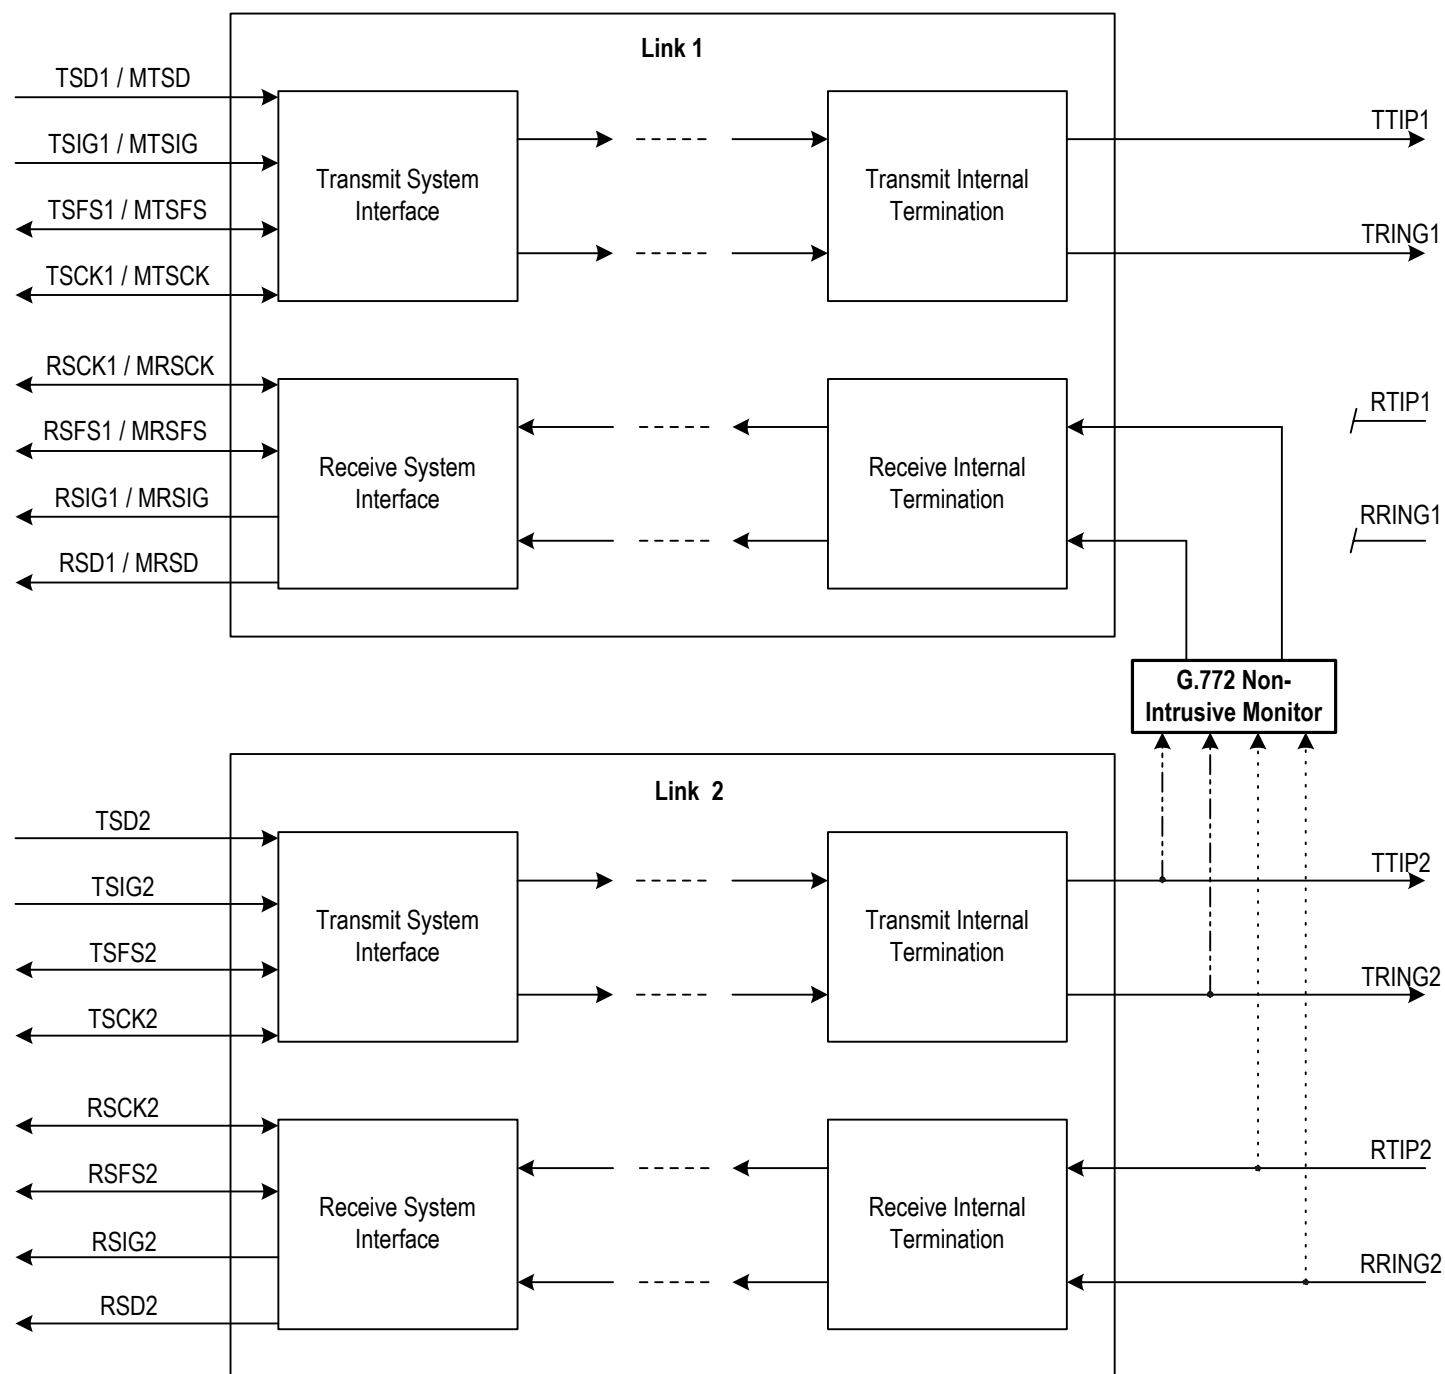 Link 1
TSD1 / MTSD
TSIG1 / MTSIG
TSFS1 / MTSFS
TSCK1 / MTSCK
Transmit System
Interface
Transmit Internal
Termination
TTIP1
TRING1
RSCK1 / MRSCK
RSFS1 / MRSFS
RSIG1 / MRSIG
RSD1 / MRSD
Receive System
Interface
Receive Internal
Termination
RTIP1
RRING1
G.772 Non-
Intrusive Monitor
Link 2
TSD2
TSIG2
TSFS2
TSCK2
Transmit System
Interface
Transmit Internal
Termination
TTIP2
TRING2
RSCK2
RSFS2
RSIG2
RSD2
Receive System
Interface
Receive Internal
Termination
RTIP2
RRING2